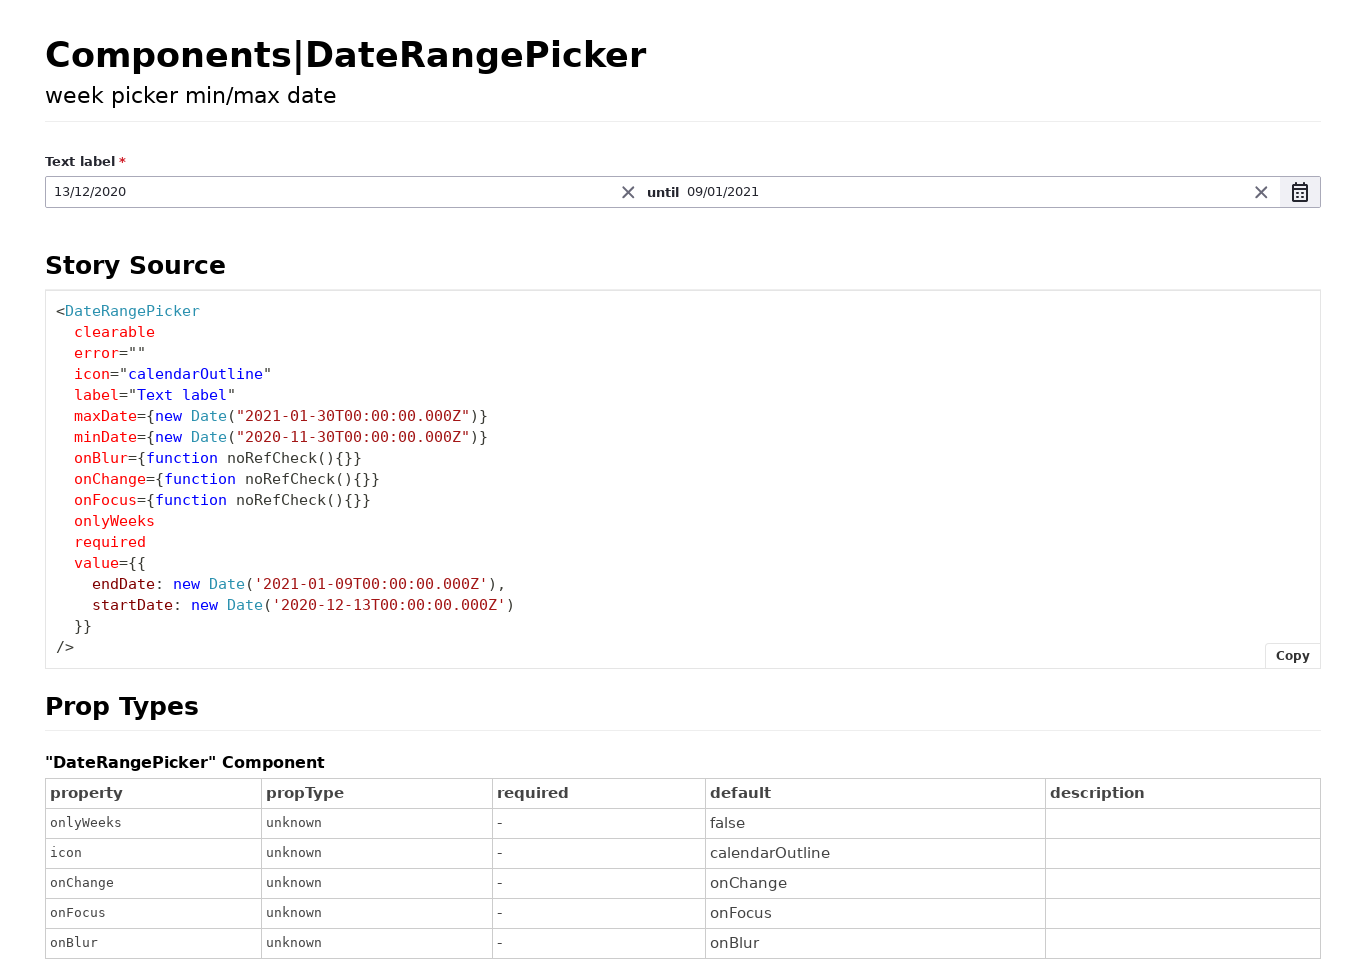 Components|DateRangePicker
week picker min/max date
Text label *
13/12/2020 until 09/01/2021
Story Source
<DateRangePicker
  clearable
  error=""
  icon="calendarOutline"
  label="Text label"
  maxDate={new Date("2021-01-30T00:00:00.000Z")}
  minDate={new Date("2020-11-30T00:00:00.000Z")}
  onBlur={function noRefCheck(){}}
  onChange={function noRefCheck(){}}
  onFocus={function noRefCheck(){}}
  onlyWeeks
  required
  value={{
    endDate: new Date('2021-01-09T00:00:00.000Z'),
    startDate: new Date('2020-12-13T00:00:00.000Z')
  }}
/>
Copy
Prop Types
"DateRangePicker" Component
property propType required default description
onlyWeeks unknown - false
icon unknown - calendarOutline
onChange unknown - onChange
onFocus unknown - onFocus
onBlur unknown - onBlur